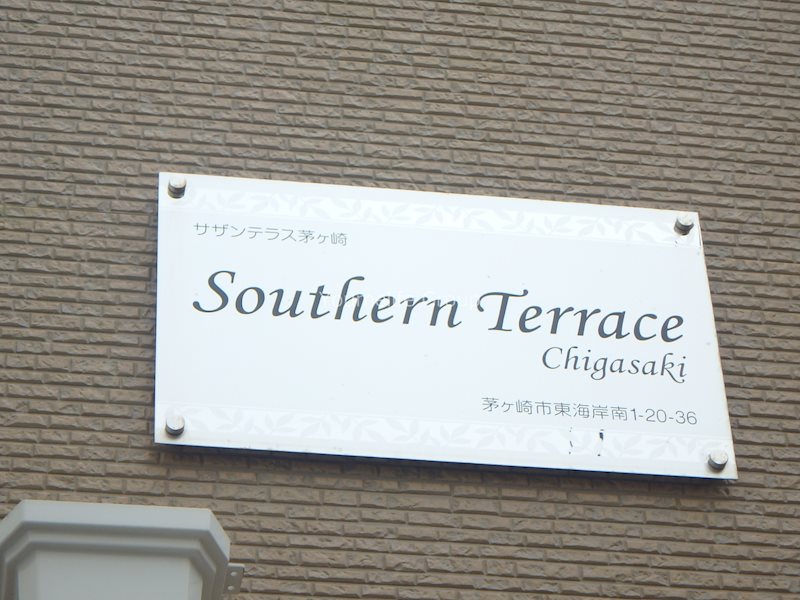 サザンテラス茅ヶ崎
Southern Terrace
Chigasaki
茅ヶ崎市東海岸南1-20-36